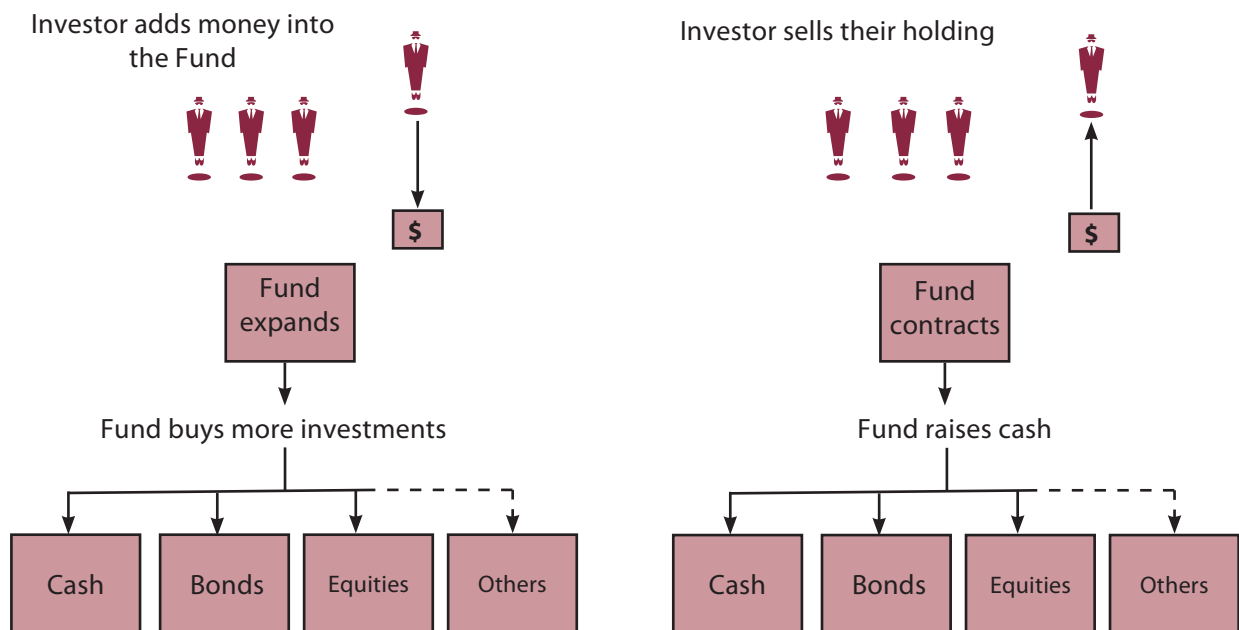 Investor adds money into
the Fund
$
Fund
expands
Fund buys more investments
Cash
Bonds
Equities
Others
Investor sells their holding
$
Fund
contracts
Fund raises cash
Cash
Bonds
Equities
Others